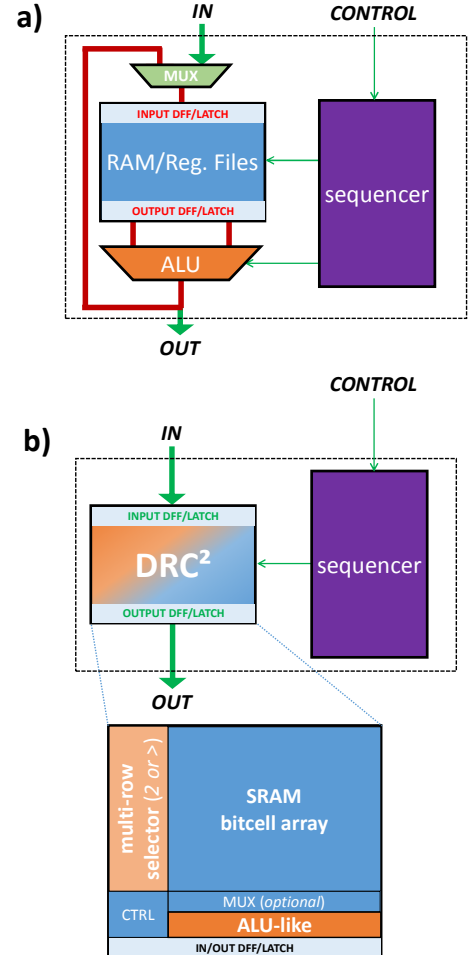 a)
IN
CONTROL
MUX
INPUT DFF/LATCH
RAM/Reg. Files
OUTPUT DFF/LATCH
sequencer
ALU
OUT
CONTROL
b)
IN
INPUT DFF/LATCH
DRC²
OUTPUT DFF/LATCH
sequencer
OUT
multi-row
selector (2 or >)
SRAM
bitcell array
CTRL
MUX (optional)
ALU-like
IN/OUT DFF/LATCH